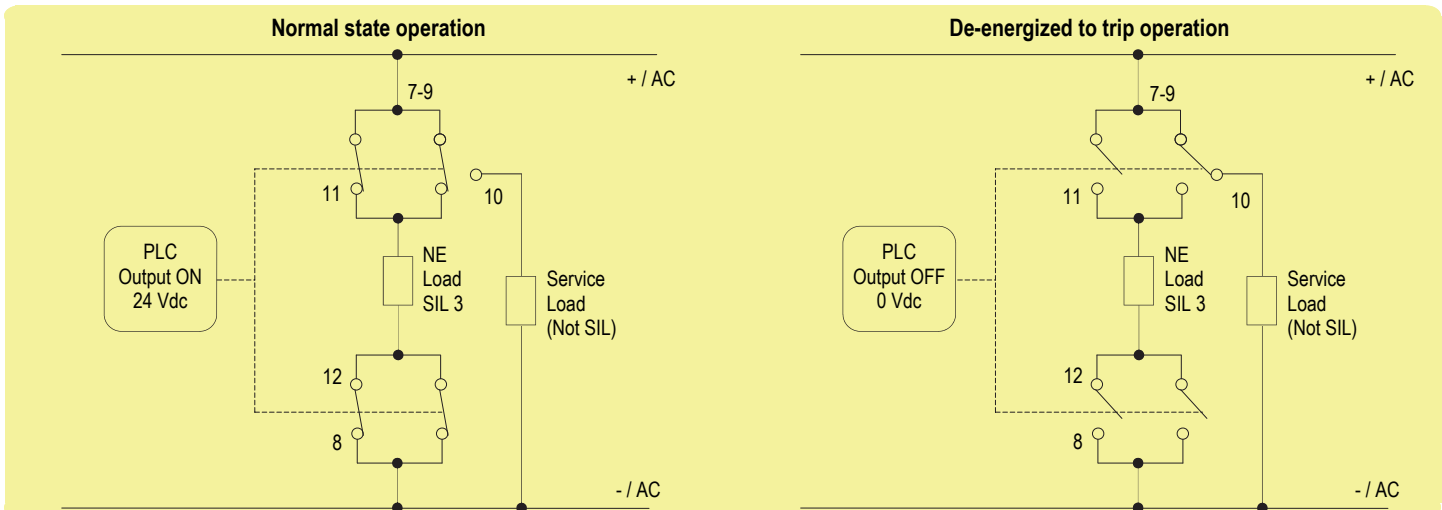 Normal state operation
+ / AC
7-9
11
10
PLC
Output ON
24 Vdc
NE
Load
SIL 3
Service
Load
(Not SIL)
12
8
- / AC
De-energized to trip operation
+ / AC
7-9
11
10
PLC
Output OFF
0 Vdc
NE
Load
SIL 3
Service
Load
(Not SIL)
12
8
- / AC